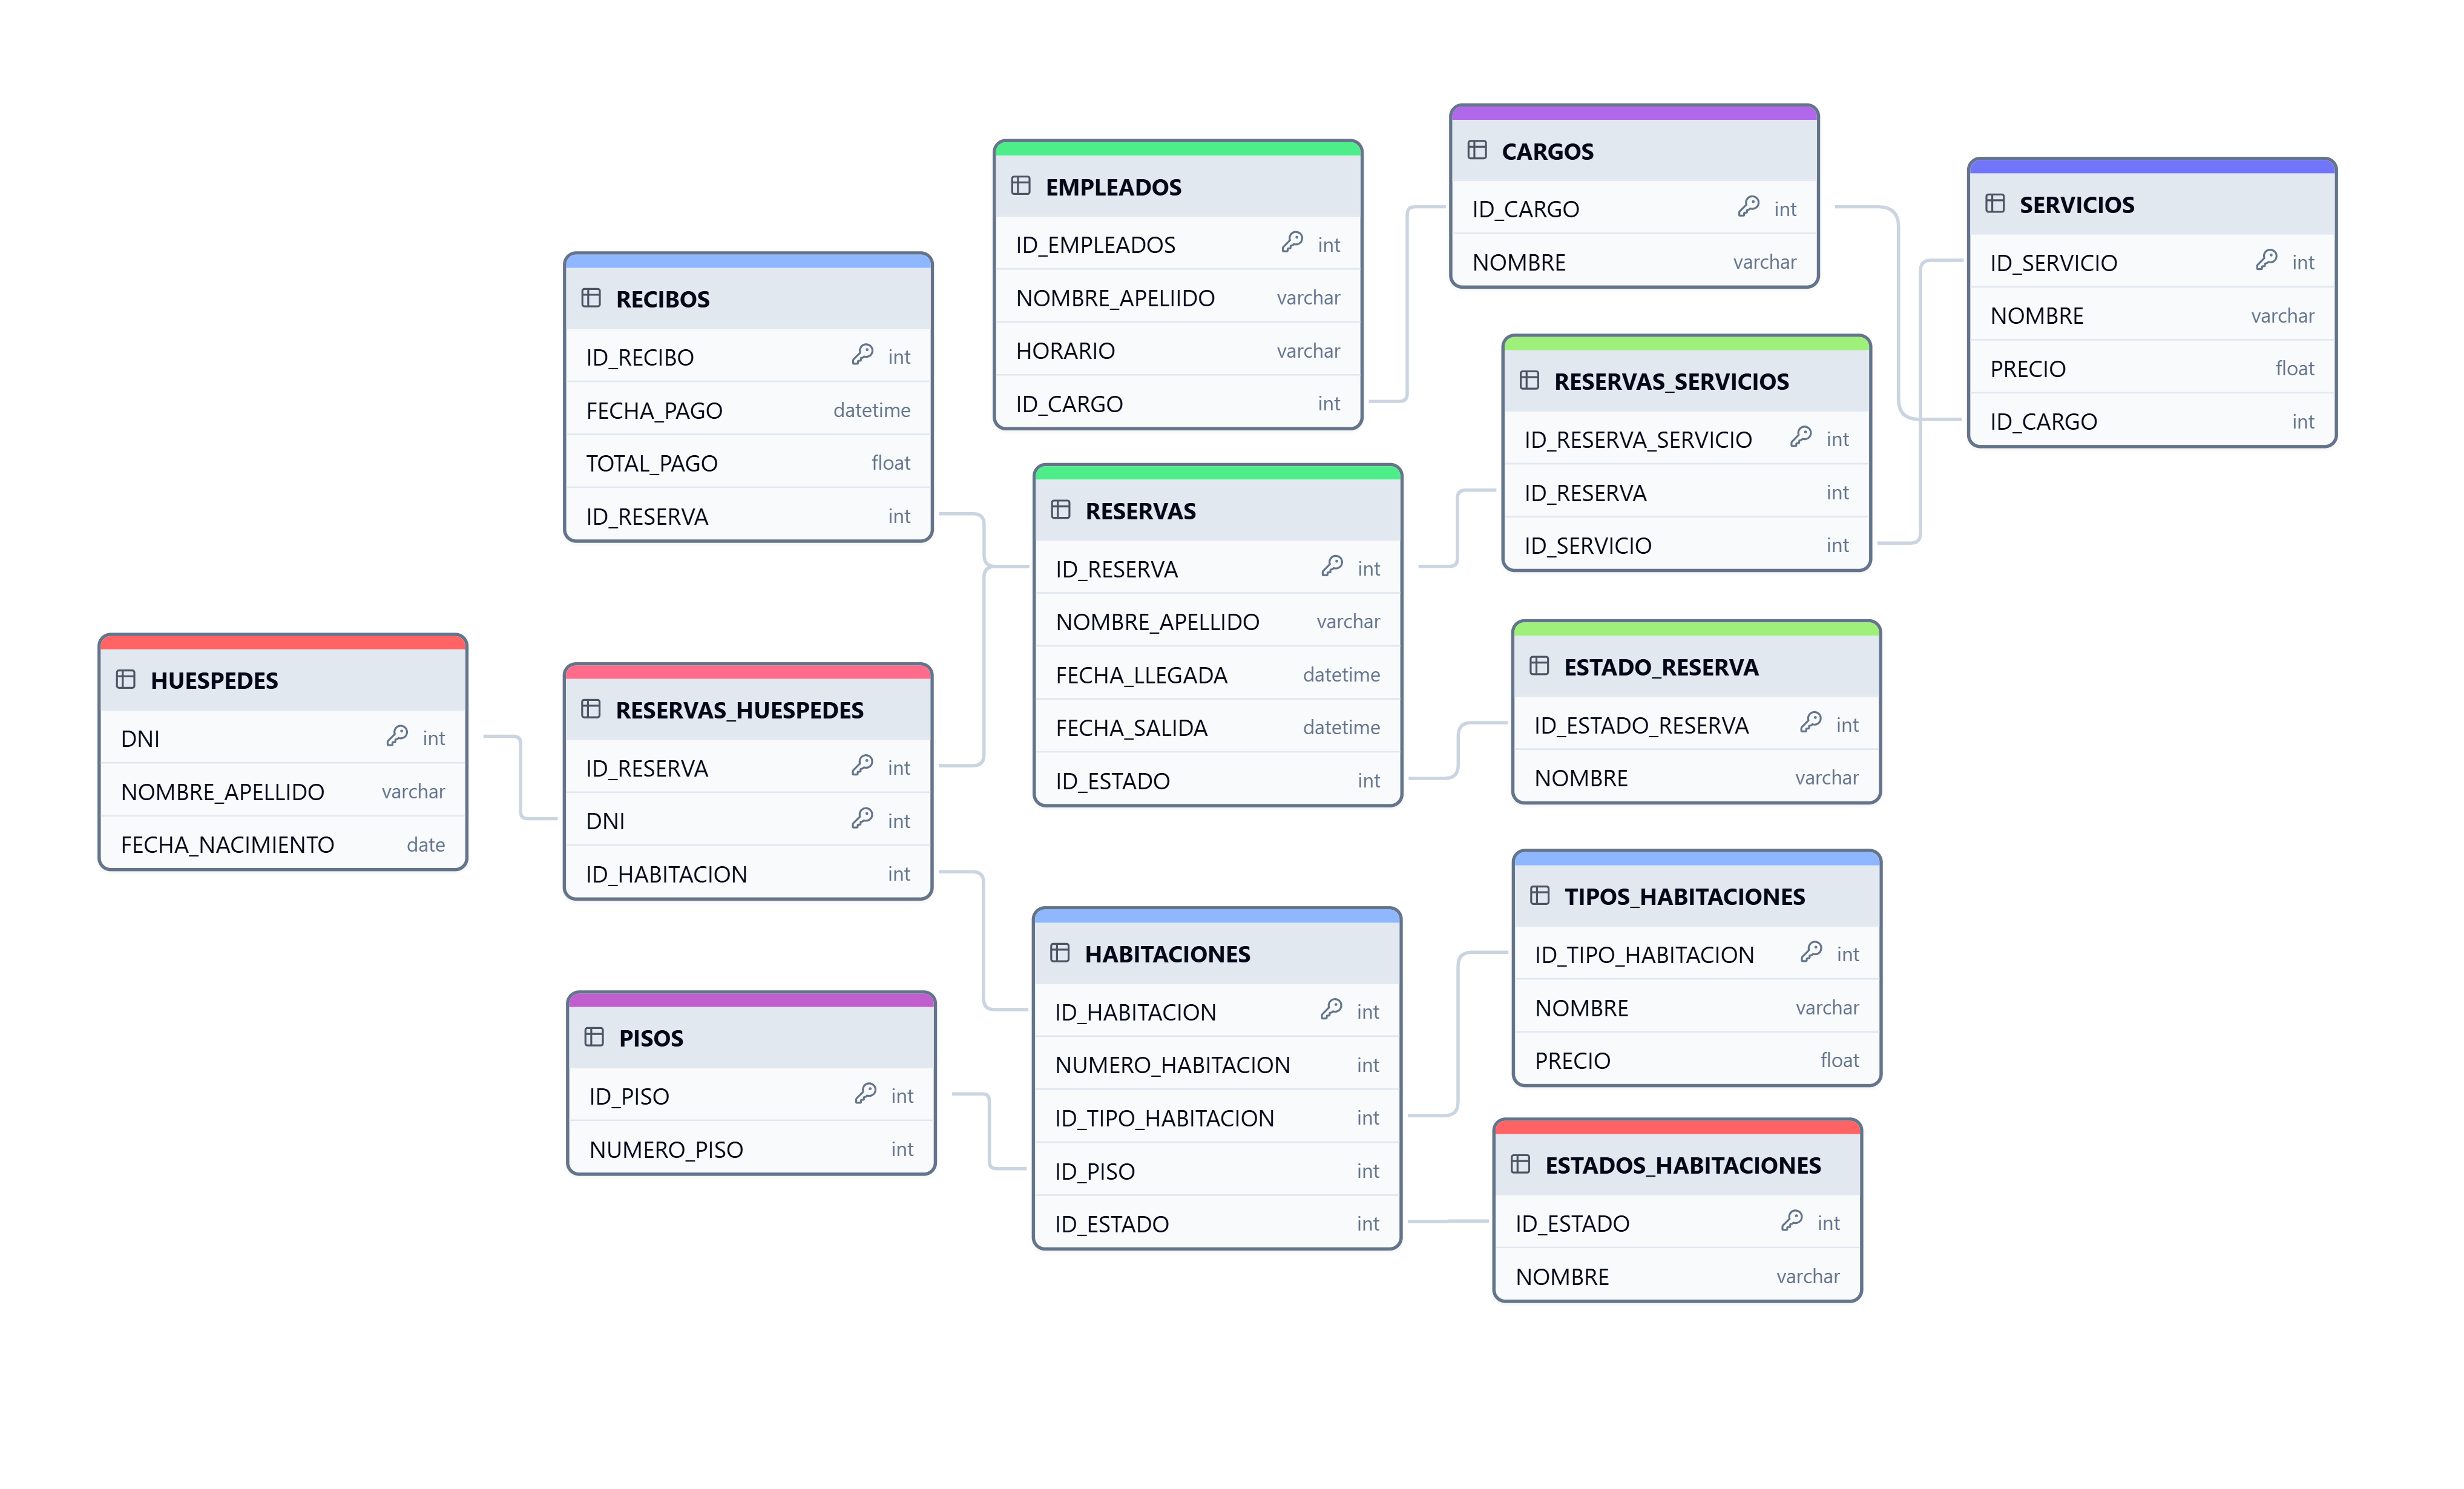 CARGOS
ID_CARGO int
NOMBRE varchar
EMPLEADOS
ID_EMPLEADOS int
NOMBRE_APELIIDO varchar
HORARIO varchar
ID_CARGO int
SERVICIOS
ID_SERVICIO int
NOMBRE varchar
PRECIO float
ID_CARGO int
RECIBOS
ID_RECIBO int
FECHA_PAGO datetime
TOTAL_PAGO float
ID_RESERVA int
RESERVAS_SERVICIOS
ID_RESERVA_SERVICIO int
ID_RESERVA int
ID_SERVICIO int
RESERVAS
ID_RESERVA int
NOMBRE_APELLIDO varchar
FECHA_LLEGADA datetime
FECHA_SALIDA datetime
ID_ESTADO int
HUESPEDES
DNI int
NOMBRE_APELLIDO varchar
FECHA_NACIMIENTO date
RESERVAS_HUESPEDES
ID_RESERVA int
DNI int
ID_HABITACION int
ESTADO_RESERVA
ID_ESTADO_RESERVA int
NOMBRE varchar
TIPOS_HABITACIONES
ID_TIPO_HABITACION int
NOMBRE varchar
PRECIO float
HABITACIONES
ID_HABITACION int
NUMERO_HABITACION int
ID_TIPO_HABITACION int
ID_PISO int
ID_ESTADO int
PISOS
ID_PISO int
NUMERO_PISO int
ESTADOS_HABITACIONES
ID_ESTADO int
NOMBRE varchar